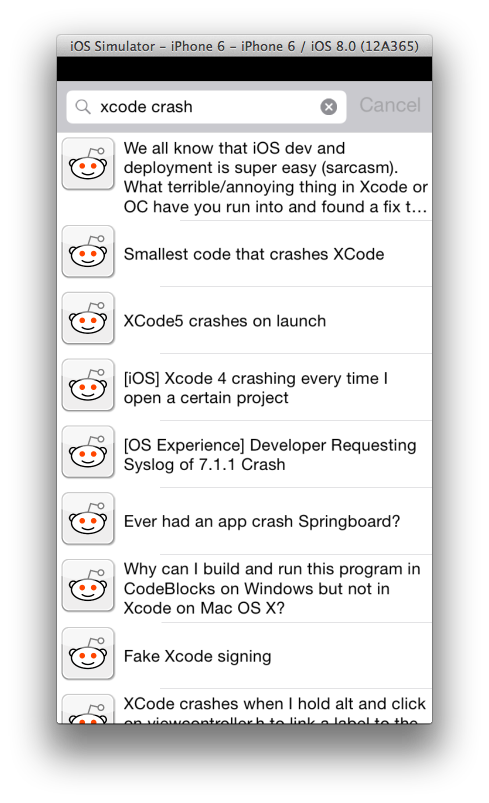 iOS Simulator – iPhone 6 – iPhone 6 / iOS 8.0 (12A365)
xcode crash
Cancel
We all know that iOS dev and
deployment is super easy (sarcasm).
What terrible/annoying thing in Xcode or
OC have you run into and found a fix t…
Smallest code that crashes XCode
XCode5 crashes on launch
[iOS] Xcode 4 crashing every time I
open a certain project
[OS Experience] Developer Requesting
Syslog of 7.1.1 Crash
Ever had an app crash Springboard?
Why can I build and run this program in
CodeBlocks on Windows but not in
Xcode on Mac OS X?
Fake Xcode signing
XCode crashes when I hold alt and click
on viewcontroller.h to link a label to the